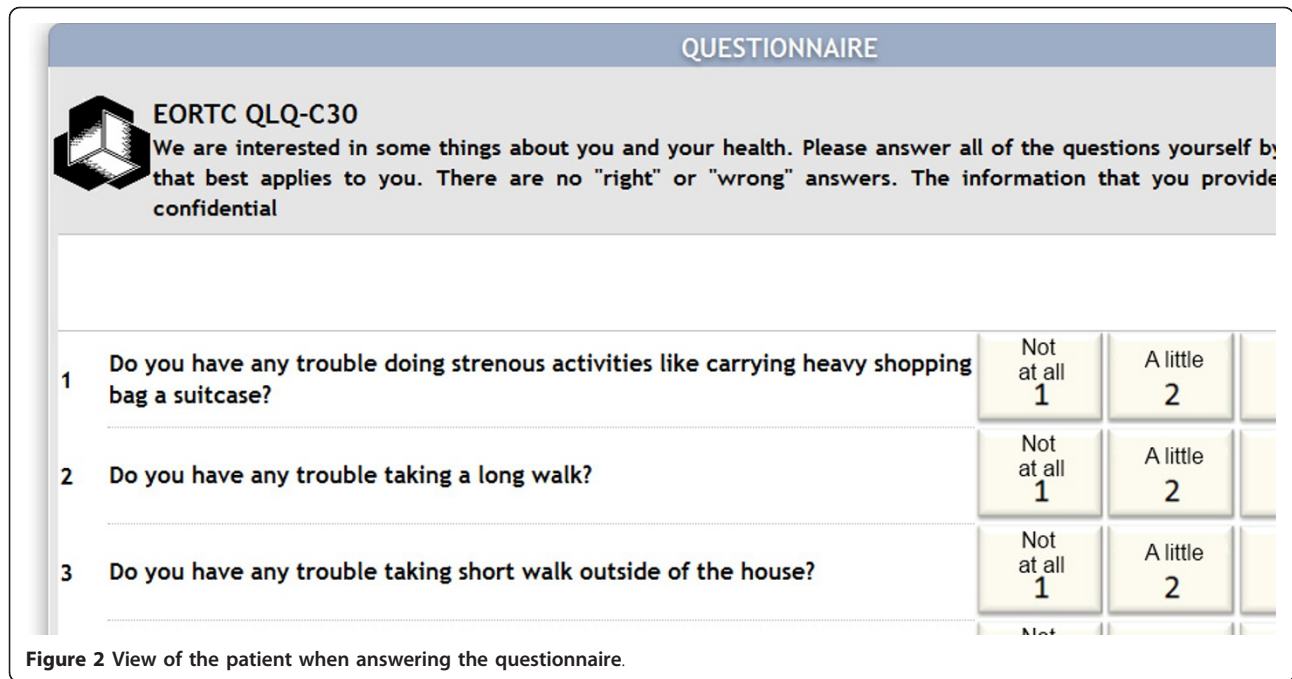 QUESTIONNAIRE
EORTC QLQ-C30
We are interested in some things about you and your health. Please answer all of the questions yourself by
that best applies to you. There are no "right" or "wrong" answers. The information that you provide
confidential
1 Do you have any trouble doing strenous activities like carrying heavy shopping
bag a suitcase?
Not
at all
1
A little
2
2 Do you have any trouble taking a long walk?
Not
at all
1
A little
2
3 Do you have any trouble taking short walk outside of the house?
Not
at all
1
A little
2
Figure 2 View of the patient when answering the questionnaire.